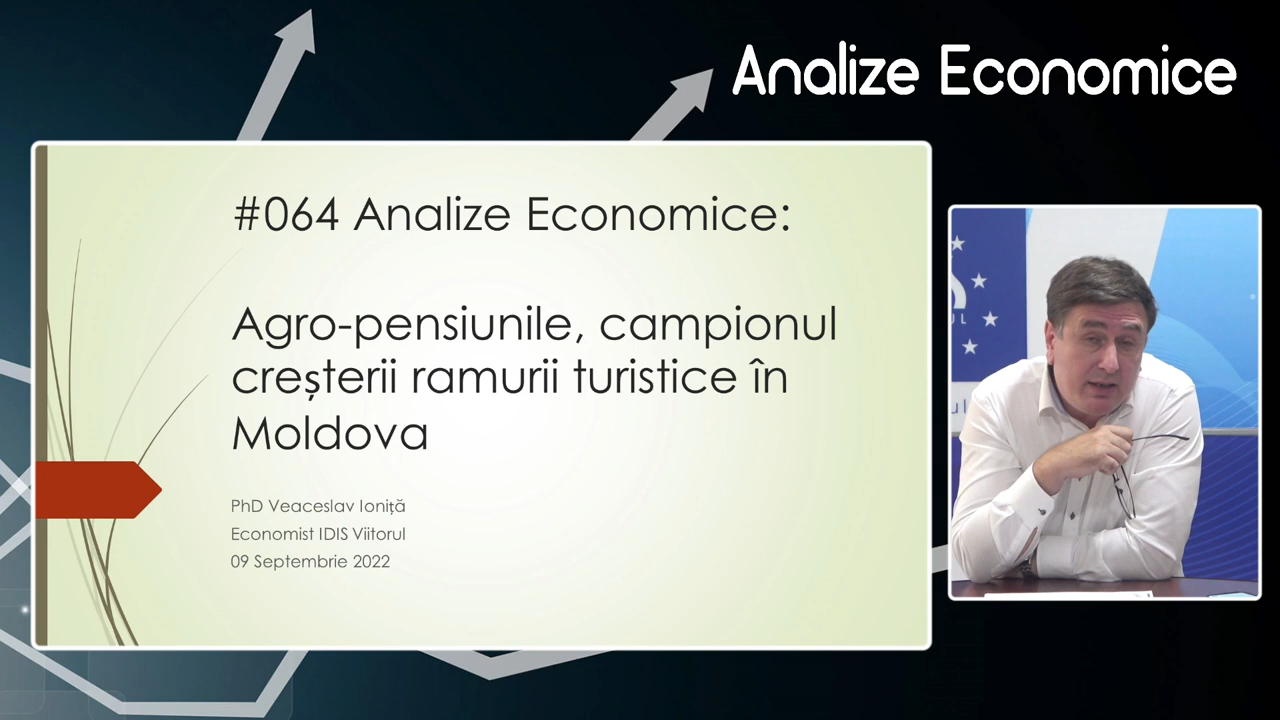 Analize Economice
#064 Analize Economice:
Agro-pensiunile, campionul
creșterii ramurii turistice în
Moldova
PhD Veaceslav Ioniță
Economist IDIS Viitorul
09 Septembrie 2022